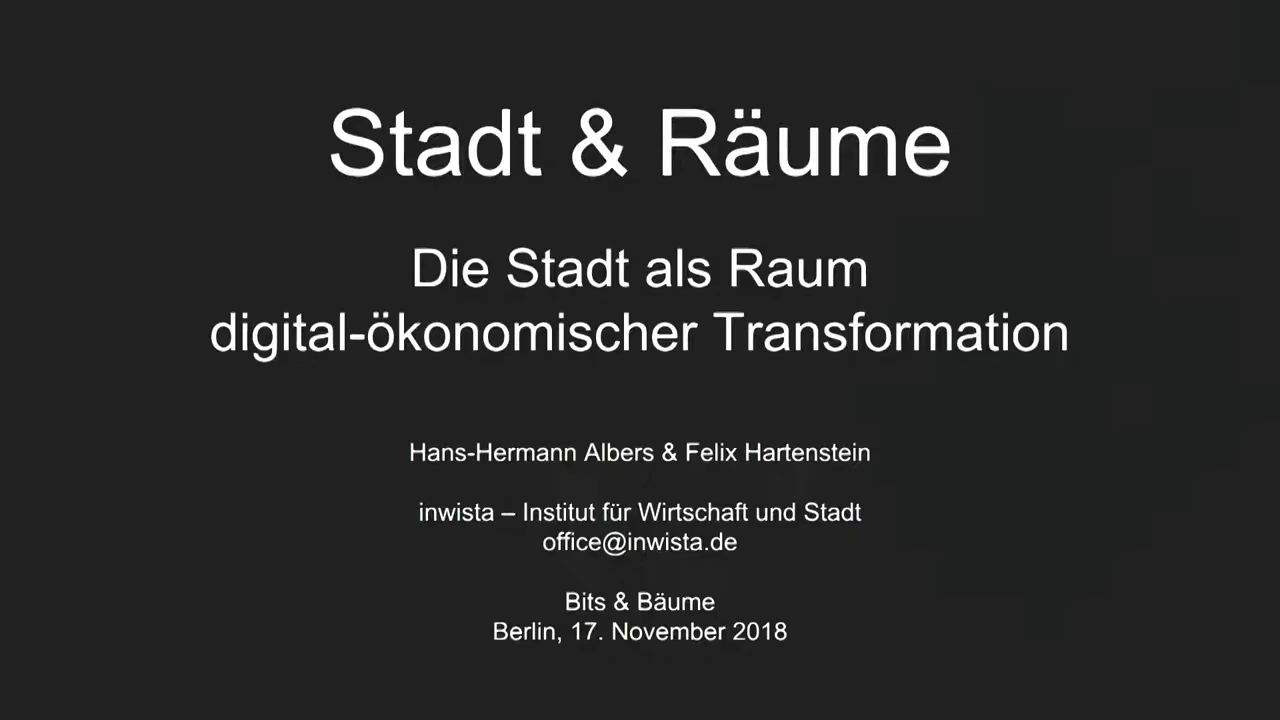 Stadt & Räume
Die Stadt als Raum
digital-ökonomischer Transformation
Hans-Hermann Albers & Felix Hartenstein
inwista – Institut für Wirtschaft und Stadt
office@inwista.de
Bits & Bäume
Berlin, 17. November 2018